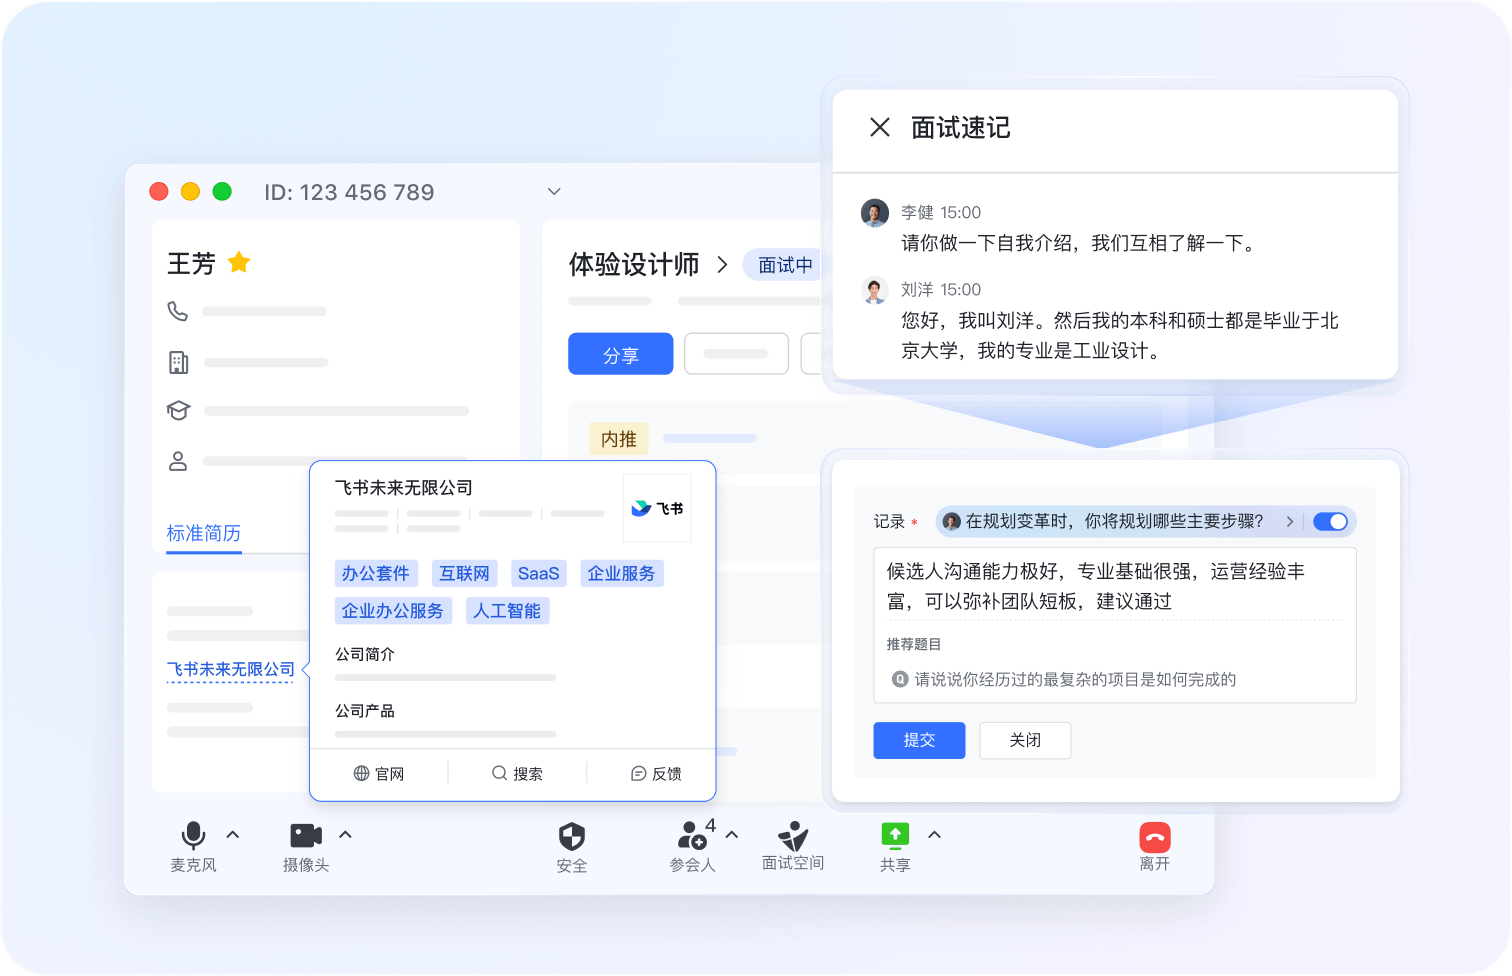 ID: 123 456 789
王芳
标准简历
飞书未来无限公司
体验设计师
面试中
分享
内推
飞书未来无限公司
飞书
办公套件 互联网 SaaS 企业服务
企业办公服务 人工智能
公司简介
公司产品
官网 搜索 反馈
面试速记
李健 15:00
请你做一下自我介绍，我们互相了解一下。
刘洋 15:00
您好，我叫刘洋。然后我的本科和硕士都是毕业于北
京大学，我的专业是工业设计。
记录 * 在规划变革时，你将规划哪些主要步骤？
候选人沟通能力极好，专业基础很强，运营经验丰
富，可以弥补团队短板，建议通过
推荐题目
Q 请说说你经历过的最复杂的项目是如何完成的
提交 关闭
4
麦克风 摄像头 安全 参会人 面试空间 共享 离开